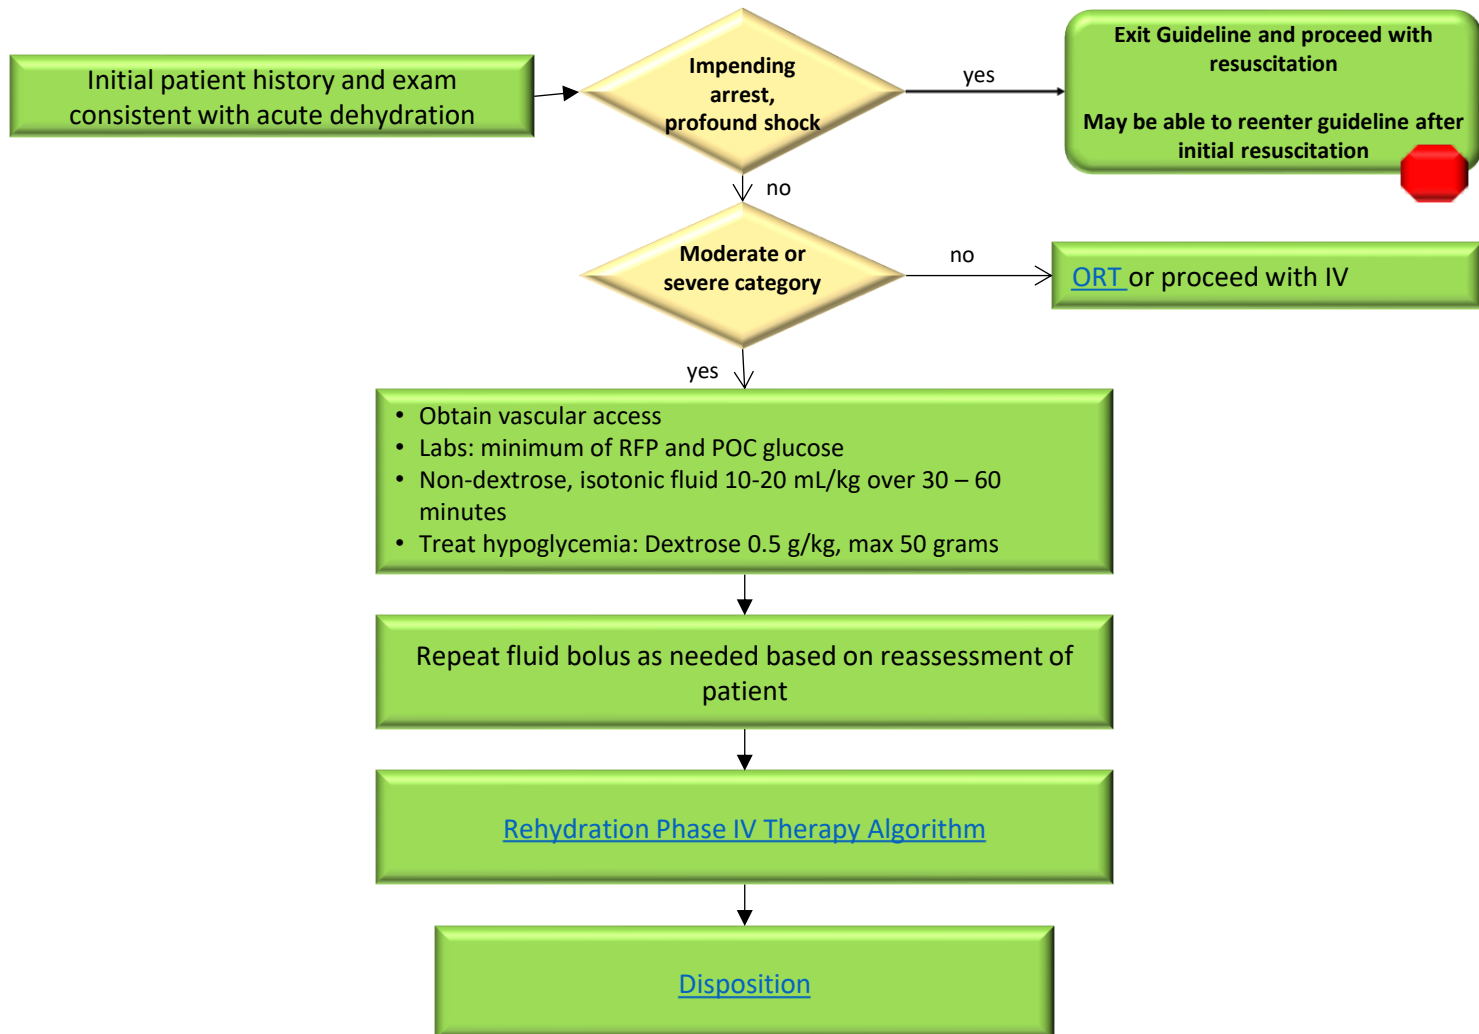 Initial patient history and exam
consistent with acute dehydration
Impending
arrest,
profound shock
yes
Exit Guideline and proceed with
resuscitation
May be able to reenter guideline after
initial resuscitation
no
Moderate or
severe category
no
ORT or proceed with IV
yes
• Obtain vascular access
• Labs: minimum of RFP and POC glucose
• Non-dextrose, isotonic fluid 10-20 mL/kg over 30 – 60
minutes
• Treat hypoglycemia: Dextrose 0.5 g/kg, max 50 grams
Repeat fluid bolus as needed based on reassessment of
patient
Rehydration Phase IV Therapy Algorithm
Disposition